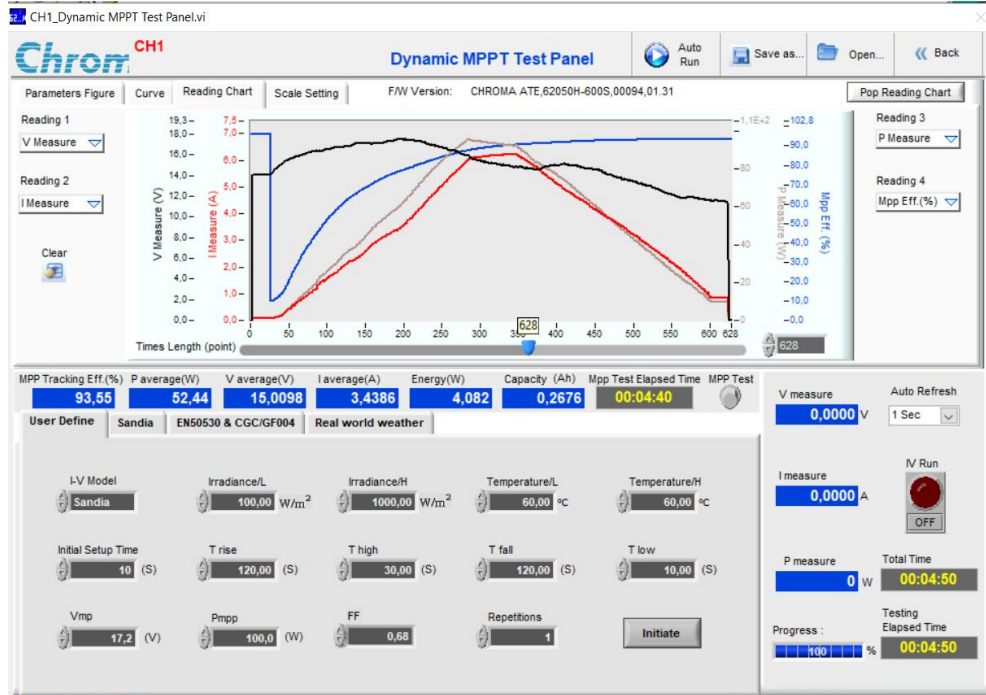 CH1_Dynamic MPPT Test Panel.vi
Chrom CH1 Dynamic MPPT Test Panel Auto Run Save as... Open... Back
Parameters Figure Curve Reading Chart Scale Setting F/W Version: CHROMA ATE,62050H-600S,00094,01.31 Pop Reading Chart
Reading 1
V Measure
Reading 2
I Measure
Clear
Reading 3
P Measure
Reading 4
Mpp Eff.(%)
V Measure (V)
19,3
18,0
16,0
14,0
12,0
10,0
8,0
6,0
4,0
2,0
0,0
I Measure (A)
7,5
7,0
6,0
5,0
4,0
3,0
2,0
1,0
0,0
1,1E+2
80
60
40
20
0
P Measure (W)
102,8
90,0
80,0
70,0
60,0
50,0
40,0
30,0
20,0
10,0
0,0
Mpp Eff. (%)
0 50 100 150 200 250 300 400 450 500 550 600 628
628
Times Length (point) 628
MPP Tracking Eff.(%) P average(W) V average(V) I average(A) Energy(W) Capacity (Ah) Mpp Test Elapsed Time MPP Test
93,55 52,44 15,0098 3,4386 4,082 0,2676 00:04:40
User Define Sandia EN50530 & CGC/GF004 Real world weather
I-V Model Irradiance/L Irradiance/H Temperature/L Temperature/H
Sandia 100,00 W/m² 1000,00 W/m² 60,00 ºC 60,00 ºC
Initial Setup Time T rise T high T fall T low
10 (S) 120,00 (S) 30,00 (S) 120,00 (S) 10,00 (S)
Vmp Pmpp FF Repetitions
17,2 (V) 100,0 (W) 0,68 1 Initiate
V measure Auto Refresh
0,0000 V 1 Sec
I measure IV Run
0,0000 A OFF
P measure Total Time
0 W 00:04:50
Progress : Testing Elapsed Time
100 % 00:04:50